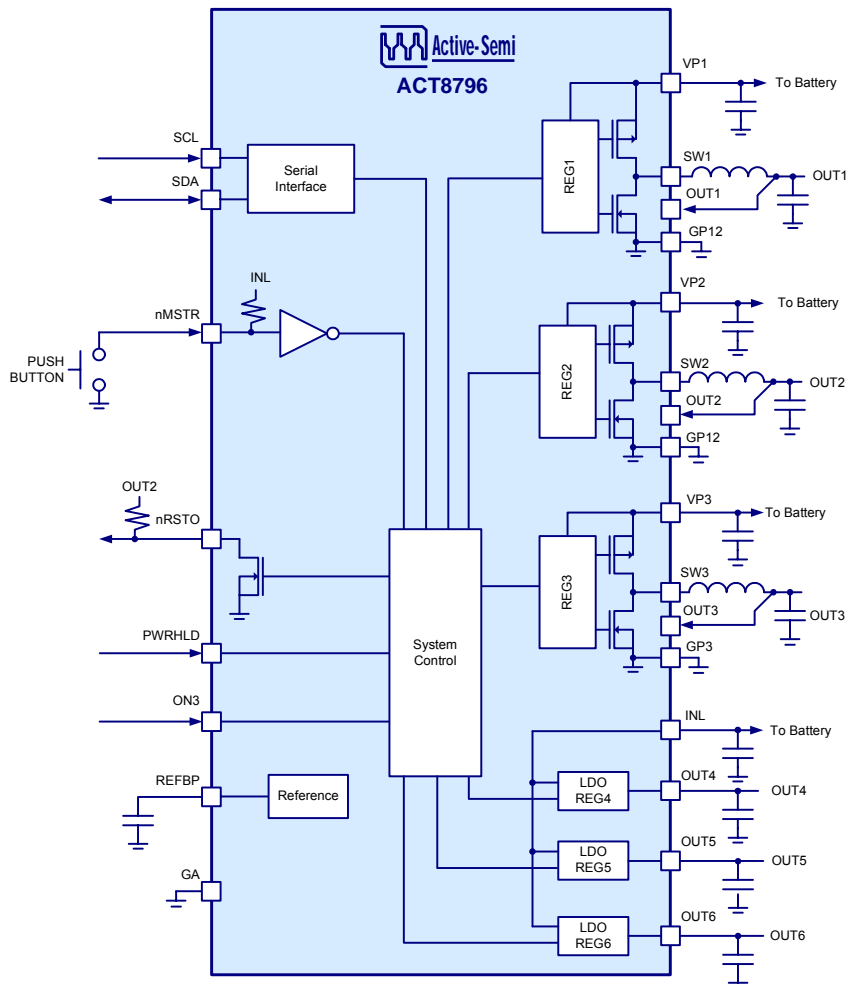 Active-Semi
ACT8796
VP1
To Battery
SCL
Serial
Interface
SDA
REG1
SW1
OUT1
OUT1
GP12
INL
nMSTR
PUSH
BUTTON
VP2
To Battery
REG2
SW2
OUT2
OUT2
GP12
OUT2
nRSTO
VP3
To Battery
REG3
SW3
OUT3
OUT3
GP3
PWRHLD
System
Control
ON3
INL
To Battery
REFBP
Reference
LDO
REG4
OUT4
OUT4
GA
LDO
REG5
OUT5
OUT5
LDO
REG6
OUT6
OUT6